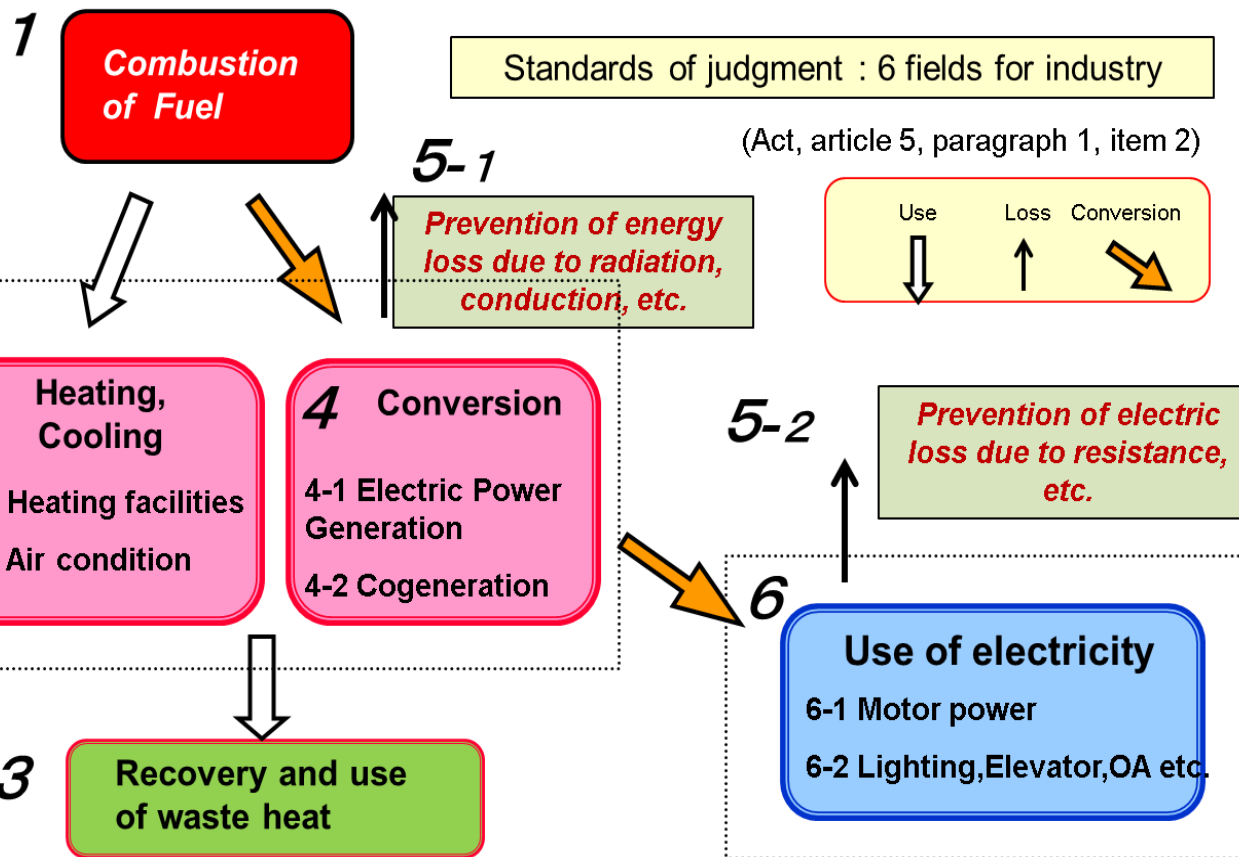 1
Combustion
of Fuel
Standards of judgment : 6 fields for industry
(Act, article 5, paragraph 1, item 2)
5-1
Prevention of energy
loss due to radiation,
conduction, etc.
Use Loss Conversion
Heating,
Cooling
Heating facilities
Air condition
4 Conversion
4-1 Electric Power
Generation
4-2 Cogeneration
5-2
Prevention of electric
loss due to resistance,
etc.
6
Use of electricity
6-1 Motor power
6-2 Lighting,Elevator,OA etc.
3
Recovery and use
of waste heat